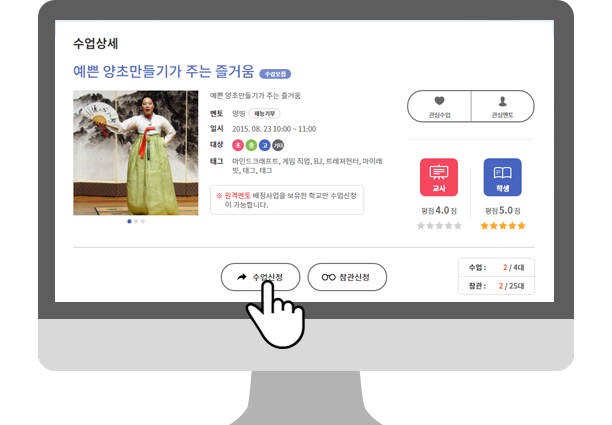 수업상세
예쁜 양초만들기가 주는 즐거움 수강모집
예쁜 양초만들기가 주는 즐거움
멘토 양띵 재능기부
일시 2015. 08. 23 10:00 ~ 11:00
대상 초 중 고 기타
태그 마인드크래프트, 게임 직업, BJ, 트레져헌터, 마이래
빗, 태그, 태그
※ 원격멘토 배정사업을 보유한 학교만 수업신청
이 가능합니다.
관심수업 관심멘토
교사 학생
평점4.0 점 평점5.0 점
수업신청 참관신청
수업 : 2 / 4대
참관 : 2 / 25대